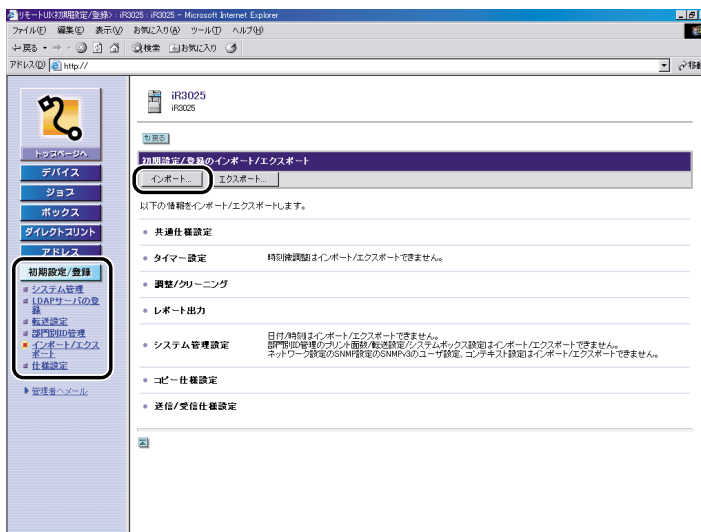 リモートUI<初期設定/登録> : iR3025 : iR3025 - Microsoft Internet Explorer
ファイル(F) 編集(E) 表示(V) お気に入り(A) ツール(T) ヘルプ(H)
戻る 検索 お気に入り
アドレス(D) http:// 移動
iR3025
iR3025
戻る
トップページへ
デバイス
ジョブ
ボックス
ダイレクトプリント
アドレス
初期設定/登録
システム管理
LDAPサーバの登
録
転送設定
部門別ID管理
インポート/エクス
ポート
仕様設定
管理者へメール
初期設定/登録のインポート/エクスポート
インポート... エクスポート...
以下の情報をインポート/エクスポートします。
共通仕様設定
タイマー設定 時刻微調整はインポート/エクスポートできません。
調整/クリーニング
レポート出力
システム管理設定 日付/時刻はインポート/エクスポートできません。
部門別ID管理のプリント面数/転送設定/システムボックス設定はインポート/エクスポートできません。
ネットワーク設定のSNMP設定のSNMPv3のユーザ設定、コンテキスト設定はインポート/エクスポートできません。
コピー仕様設定
送信/受信仕様設定